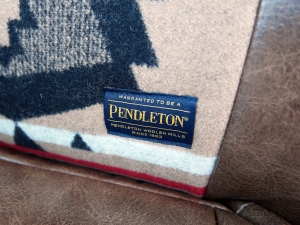 WARRANTED TO BE A
PENDLETON®
PENDLETON WOOLEN MILLS
SINCE 1863